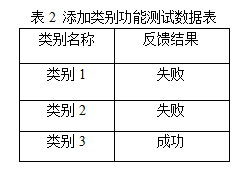 表 2 添加类别功能测试数据表
类别名称 反馈结果
类别 1 失败
类别 2 失败
类别 3 成功